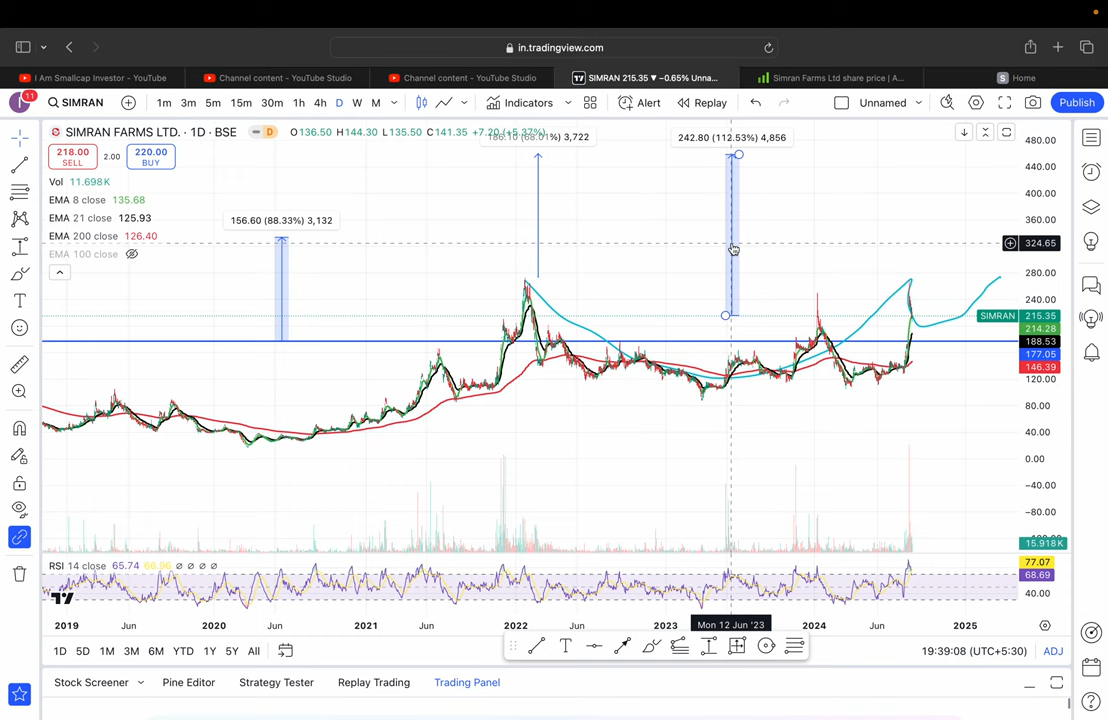 in.tradingview.com
I Am Smallcap Investor - YouTube
Channel content - YouTube Studio
Channel content - YouTube Studio
SIMRAN 215.35 ▼ −0.65% Unna...
Simran Farms Ltd share price | A...
S Home
11 SIMRAN 1m 3m 5m 15m 30m 1h 4h D W M Indicators Alert Replay Unnamed Publish
SIMRAN FARMS LTD. · 1D · BSE D O136.50 H144.30 L135.50 C141.35 +7.20 (+5.37%)
3,722
242.80 (112.53%) 4,856
218.00
SELL
2.00
220.00
BUY
Vol 11.698K
EMA 8 close 135.68
EMA 21 close 125.93
EMA 200 close 126.40
EMA 100 close
156.60 (88.33%) 3,132
480.00
440.00
400.00
360.00
324.65
280.00
240.00
SIMRAN 215.35
214.28
188.53
177.05
146.39
120.00
80.00
40.00
0.00
−40.00
−80.00
−120.00
15.918K
RSI 14 close 65.74 68.96 ∅ ∅ ∅ ∅
77.07
68.69
40.00
2019 Jun 2020 Jun 2021 Jun 2022 Jun 2023 Mon 12 Jun '23 2024 Jun 2025
1D 5D 1M 3M 6M YTD 1Y 5Y All
19:39:08 (UTC+5:30) ADJ
Stock Screener Pine Editor Strategy Tester Replay Trading Trading Panel